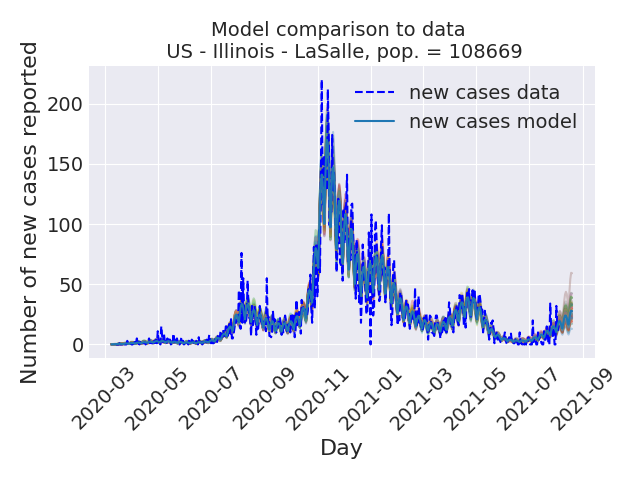 Model comparison to data
US - Illinois - LaSalle, pop. = 108669
Number of new cases reported
200
150
100
50
0
new cases data
new cases model
2020-03
2020-05
2020-07
2020-09
2020-11
2021-01
2021-03
2021-05
2021-07
2021-09
Day